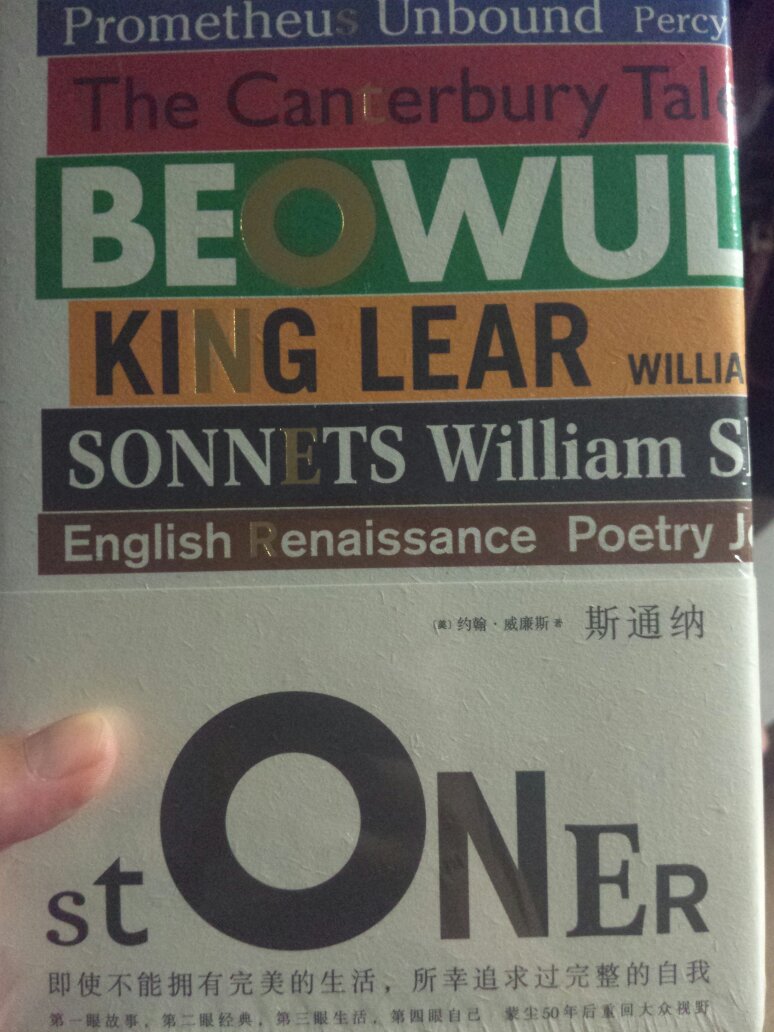 Prometheus Unbound Percy
The Canterbury Tale
BEOWUL
KING LEAR WILLIA
SONNETS William S
English Renaissance Poetry J
〔美〕约翰·威廉斯 著 斯通纳
stONER
即使不能拥有完美的生活，所幸追求过完整的自我
第一眼故事，第二眼经典，第三眼生活，第四眼自己 蒙尘50年后重回大众视野